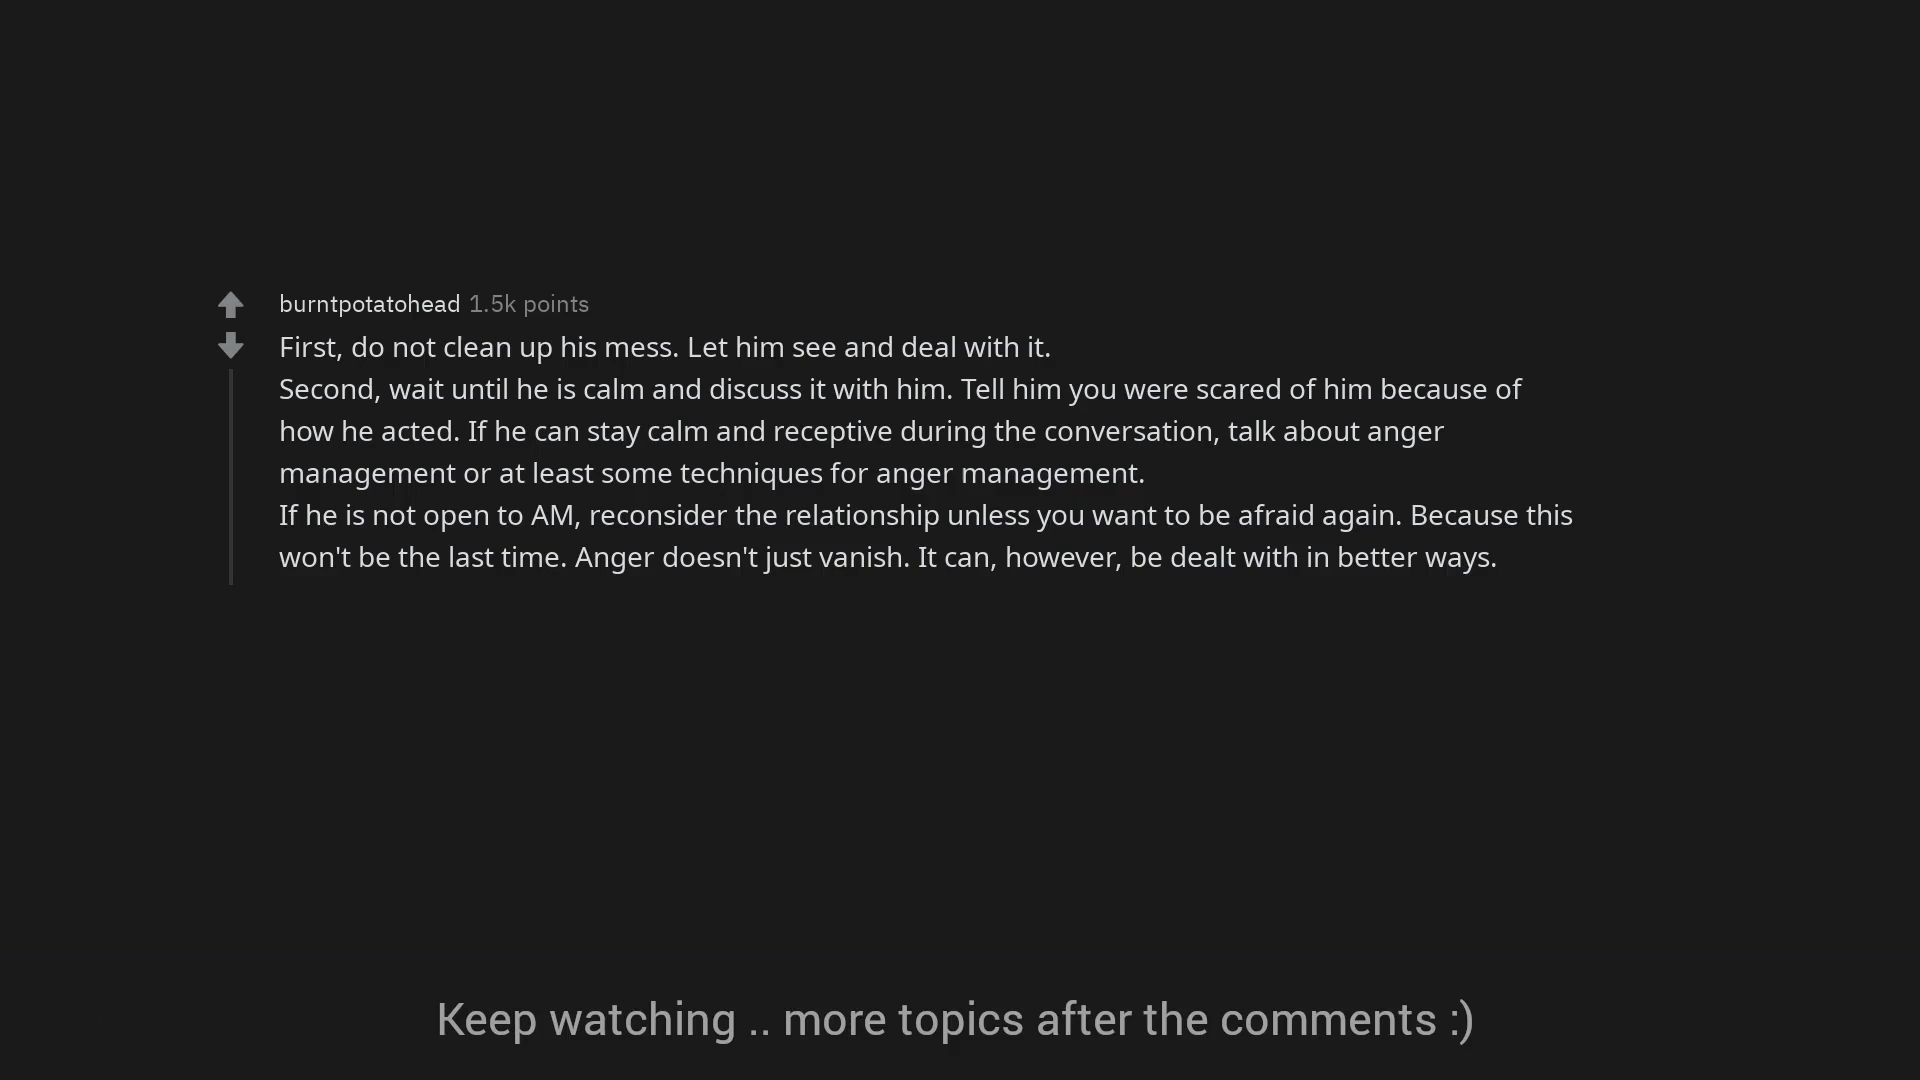 burntpotatohead 1.5k points
First, do not clean up his mess. Let him see and deal with it.
Second, wait until he is calm and discuss it with him. Tell him you were scared of him because of
how he acted. If he can stay calm and receptive during the conversation, talk about anger
management or at least some techniques for anger management.
If he is not open to AM, reconsider the relationship unless you want to be afraid again. Because this
won't be the last time. Anger doesn't just vanish. It can, however, be dealt with in better ways.
Keep watching .. more topics after the comments :)